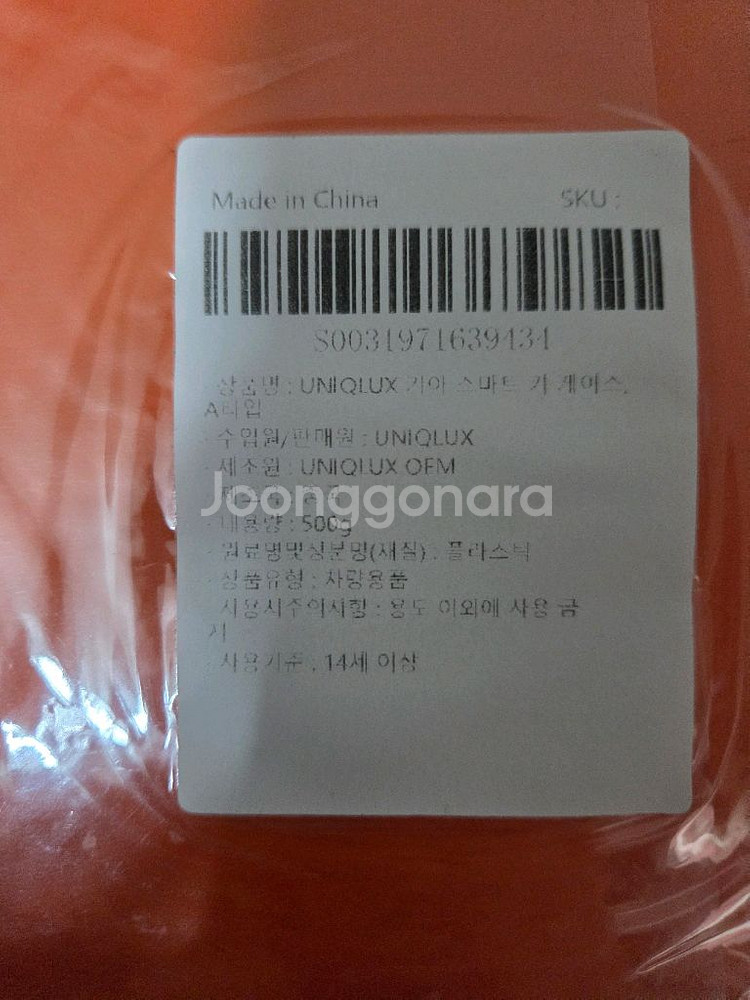 Made in China SKU :
S0031971639434
· 상품명 : UNIQLUX 기아 스마트 키 케이스,
A타입
· 수입원/판매원 : UNIQLUX
· 제조원 : UNIQLUX OEM
Joonggonara
· 내용량 : 500g
· 원료명및성분명(재질) : 플라스틱
· 상품유형 : 차량용품
· 사용시주의사항 : 용도 이외에 사용 금
지
· 사용기준 : 14세 이상